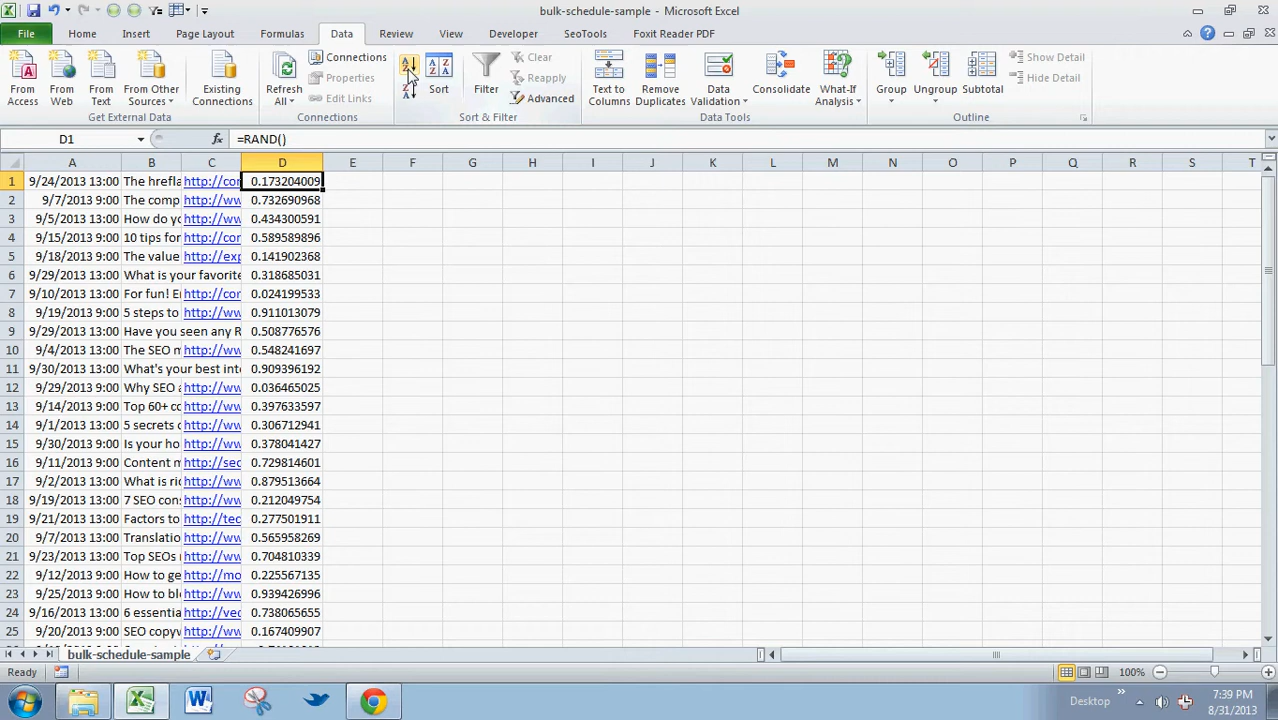 bulk-schedule-sample - Microsoft Excel
File Home Insert Page Layout Formulas Data Review View Developer SEOTools Foxit Reader PDF
From Access
From Web
From Text
From Other Sources
Existing Connections
Get External Data
Refresh All
Connections
Properties
Edit Links
Connections
Sort
Filter
Clear
Reapply
Advanced
Sort & Filter
Text to Columns
Remove Duplicates
Data Validation
Consolidate
What-If Analysis
Data Tools
Group
Ungroup
Subtotal
Show Detail
Hide Detail
Outline
D1 fx =RAND()
A B C D E F G H I J K L M N O P Q R S T
1 9/24/2013 13:00 The hrefla http://cor 0.173204009
2 9/7/2013 9:00 The comp http://ww 0.732690968
3 9/5/2013 9:00 How do yo http://ww 0.434300591
4 9/15/2013 9:00 10 tips for http://cor 0.589589896
5 9/18/2013 9:00 The value http://exp 0.141902368
6 9/29/2013 13:00 What is your favorite 0.318685031
7 9/10/2013 13:00 For fun! En http://cor 0.024199533
8 9/19/2013 9:00 5 steps to http://ww 0.911013079
9 9/29/2013 13:00 Have you seen any R 0.508776576
10 9/4/2013 13:00 The SEO m http://ww 0.548241697
11 9/30/2013 13:00 What's your best inte 0.909396192
12 9/29/2013 9:00 Why SEO a http://ww 0.036465025
13 9/14/2013 9:00 Top 60+ co http://ww 0.397633597
14 9/1/2013 9:00 5 secrets o http://ww 0.306712941
15 9/30/2013 9:00 Is your ho http://ww 0.378041427
16 9/11/2013 9:00 Content m http://seo 0.729814601
17 9/2/2013 9:00 What is ric http://ww 0.879513664
18 9/19/2013 13:00 7 SEO cons http://ww 0.212049754
19 9/21/2013 13:00 Factors to http://tec 0.277501911
20 9/7/2013 13:00 Translatio http://ww 0.565958269
21 9/23/2013 13:00 Top SEOs r http://ww 0.704810339
22 9/12/2013 9:00 How to ge http://mo 0.225567135
23 9/25/2013 9:00 How to ble http://ww 0.939426996
24 9/16/2013 13:00 6 essentia http://vec 0.738065655
25 9/20/2013 9:00 SEO copyw http://ww 0.167409907
bulk-schedule-sample
Ready 100%
Desktop 7:39 PM
8/31/2013